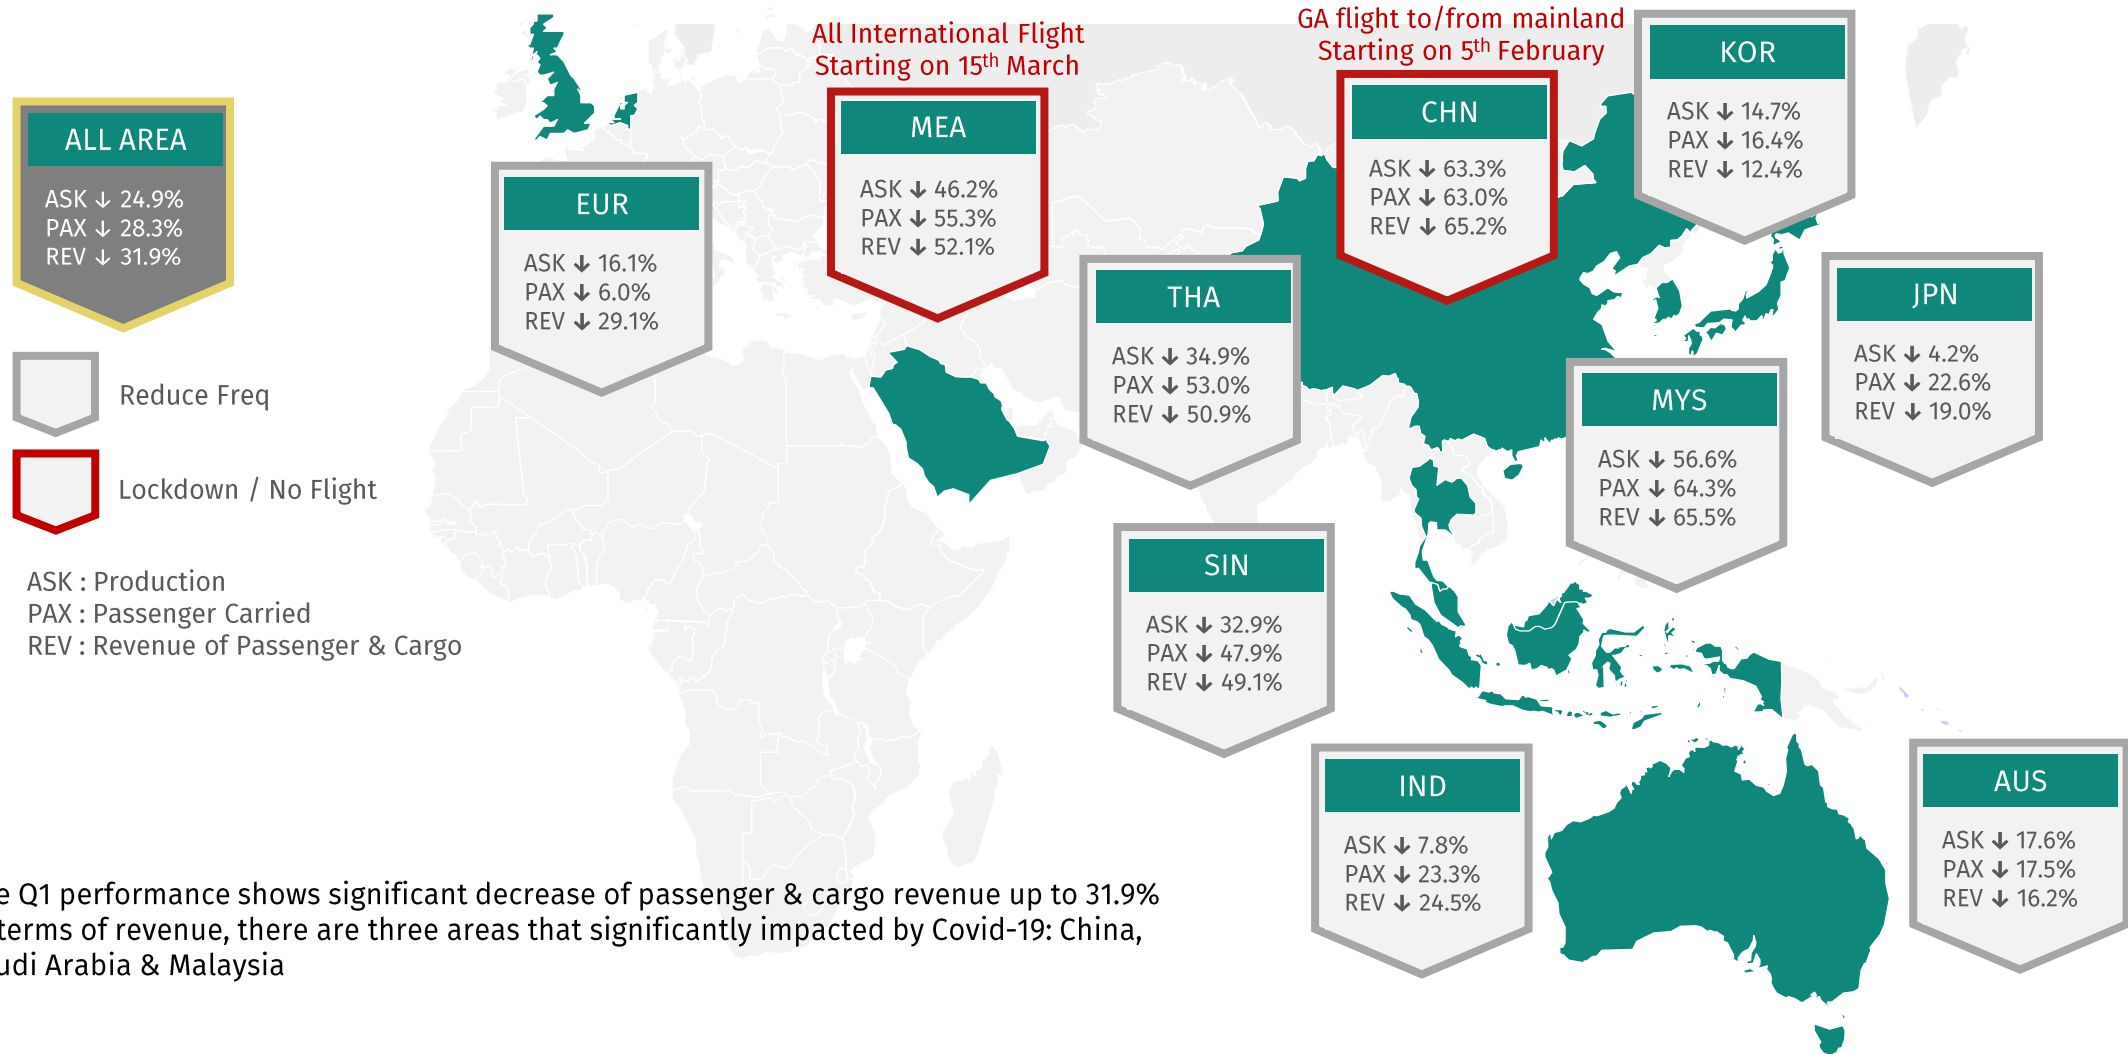 All International Flight
Starting on 15th March
GA flight to/from mainland
Starting on 5th February
ALL AREA
ASK ↓ 24.9%
PAX ↓ 28.3%
REV ↓ 31.9%
Reduce Freq
Lockdown / No Flight
ASK : Production
PAX : Passenger Carried
REV : Revenue of Passenger & Cargo
EUR
ASK ↓ 16.1%
PAX ↓ 6.0%
REV ↓ 29.1%
MEA
ASK ↓ 46.2%
PAX ↓ 55.3%
REV ↓ 52.1%
CHN
ASK ↓ 63.3%
PAX ↓ 63.0%
REV ↓ 65.2%
KOR
ASK ↓ 14.7%
PAX ↓ 16.4%
REV ↓ 12.4%
THA
ASK ↓ 34.9%
PAX ↓ 53.0%
REV ↓ 50.9%
JPN
ASK ↓ 4.2%
PAX ↓ 22.6%
REV ↓ 19.0%
MYS
ASK ↓ 56.6%
PAX ↓ 64.3%
REV ↓ 65.5%
SIN
ASK ↓ 32.9%
PAX ↓ 47.9%
REV ↓ 49.1%
IND
ASK ↓ 7.8%
PAX ↓ 23.3%
REV ↓ 24.5%
AUS
ASK ↓ 17.6%
PAX ↓ 17.5%
REV ↓ 16.2%
e Q1 performance shows significant decrease of passenger & cargo revenue up to 31.9%
terms of revenue, there are three areas that significantly impacted by Covid-19: China,
udi Arabia & Malaysia